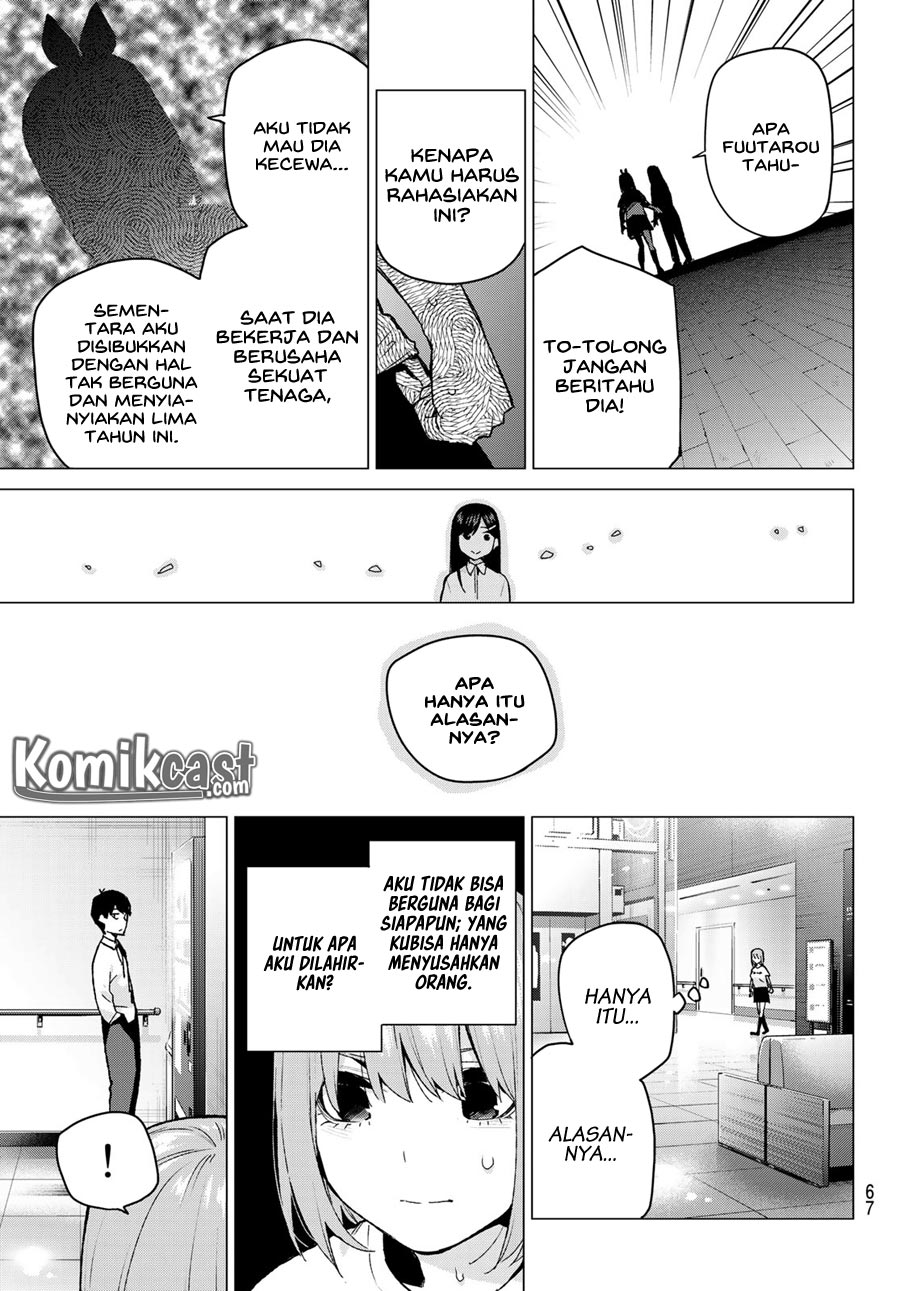 APA
FUUTAROU
TAHU-
TO-TOLONG
JANGAN
BERITAHU
DIA!
KENAPA
KAMU HARUS
RAHASIAKAN
INI?
AKU TIDAK
MAU DIA
KECEWA...
SAAT DIA
BEKERJA DAN
BERUSAHA
SEKUAT
TENAGA,
SEMEN-
TARA AKU
DISIBUKKAN
DENGAN HAL
TAK BERGUNA
DAN MENYIA-
NYIAKAN LIMA
TAHUN INI.
APA
HANYA ITU
ALASAN-
NYA?
Komikcast
.com
HANYA
ITU...
ALASAN-
NYA...
AKU TIDAK BISA
BERGUNA BAGI
SIAPAPUN; YANG
KUBISA HANYA
MENYUSAHKAN
ORANG.
UNTUK APA
AKU DILAHIR-
KAN?
!
67